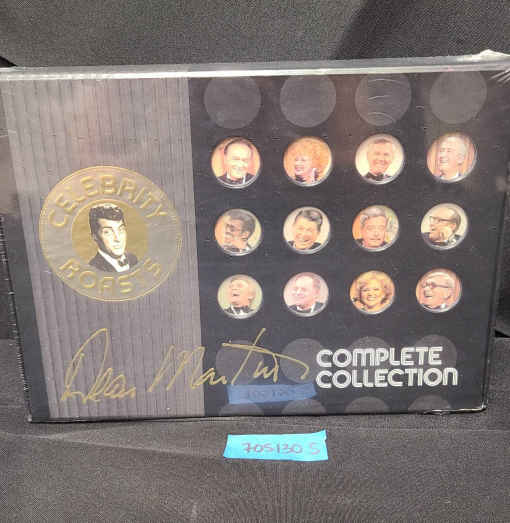 CELEBRITY
ROASTS
Dean Martin
COMPLETE
COLLECTION
705130 S